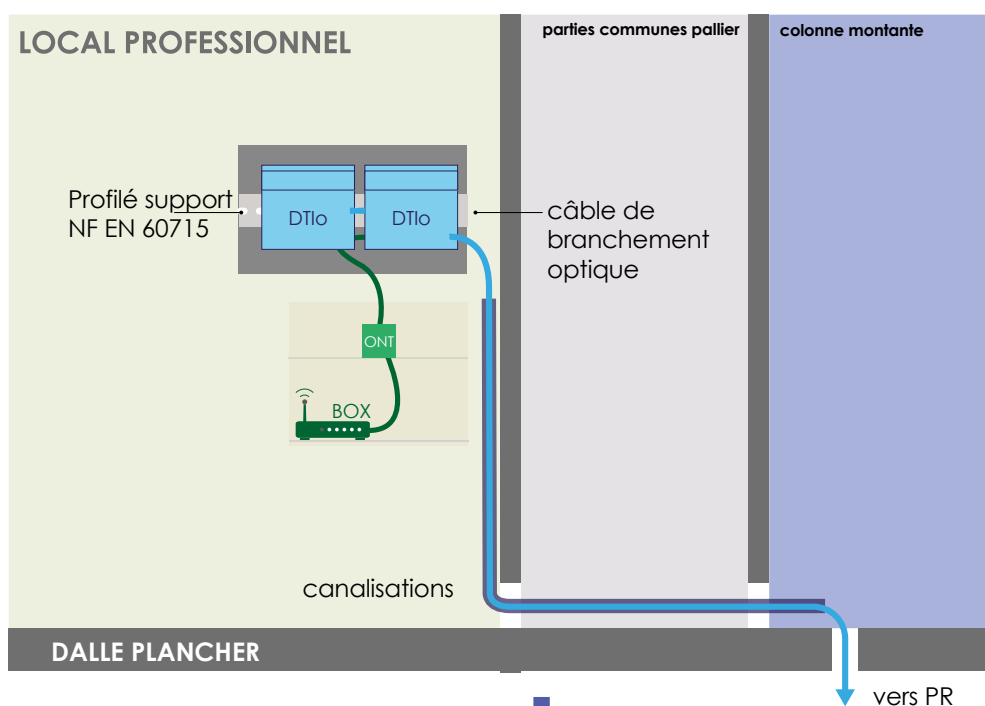 LOCAL PROFESSIONNEL
parties communes pallier
colonne montante
Profilé support
NF EN 60715
DTIo
DTIo
câble de
branchement
optique
ONT
BOX
canalisations
DALLE PLANCHER
vers PR